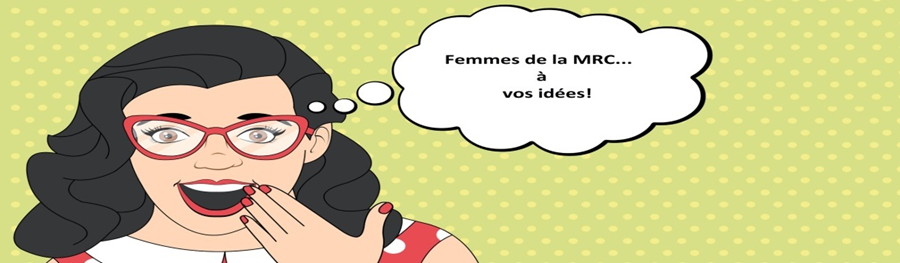 Femmes de la MRC...
à
vos idées!